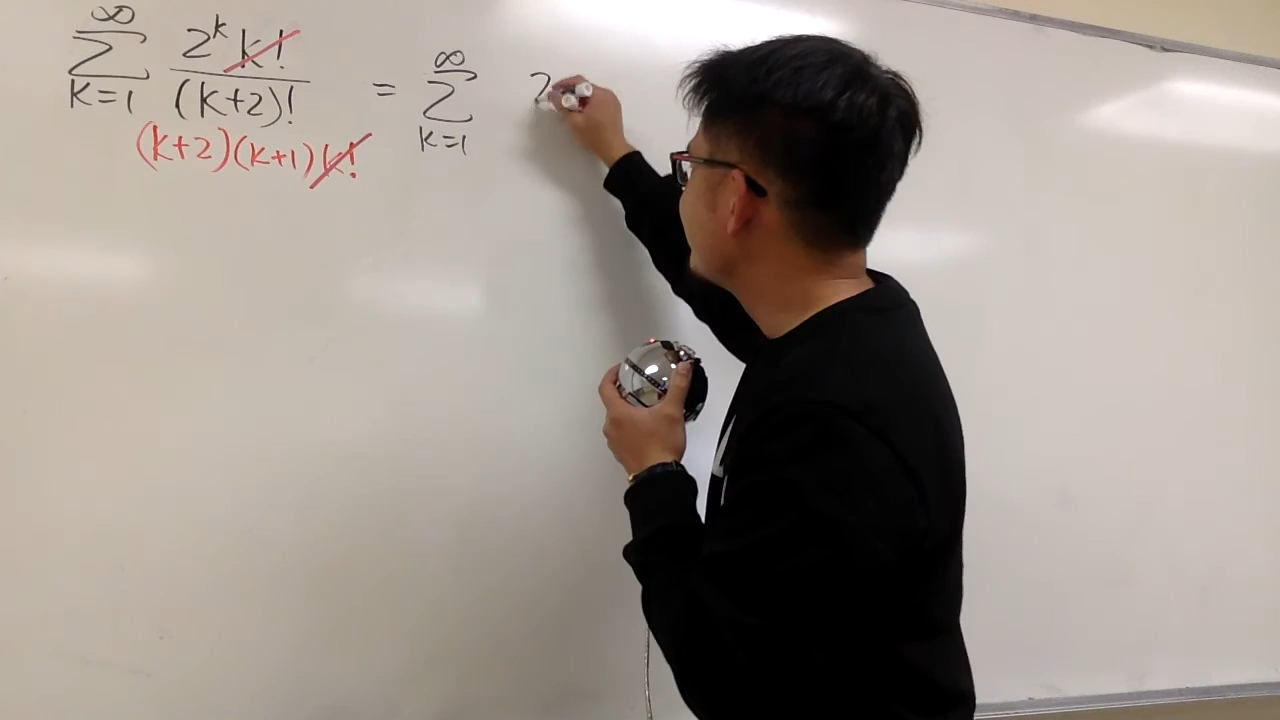 ∞ ∑ k=1 2^k k! / (k+2)! = ∞ ∑ k=1 2
(k+2)(k+1)k!